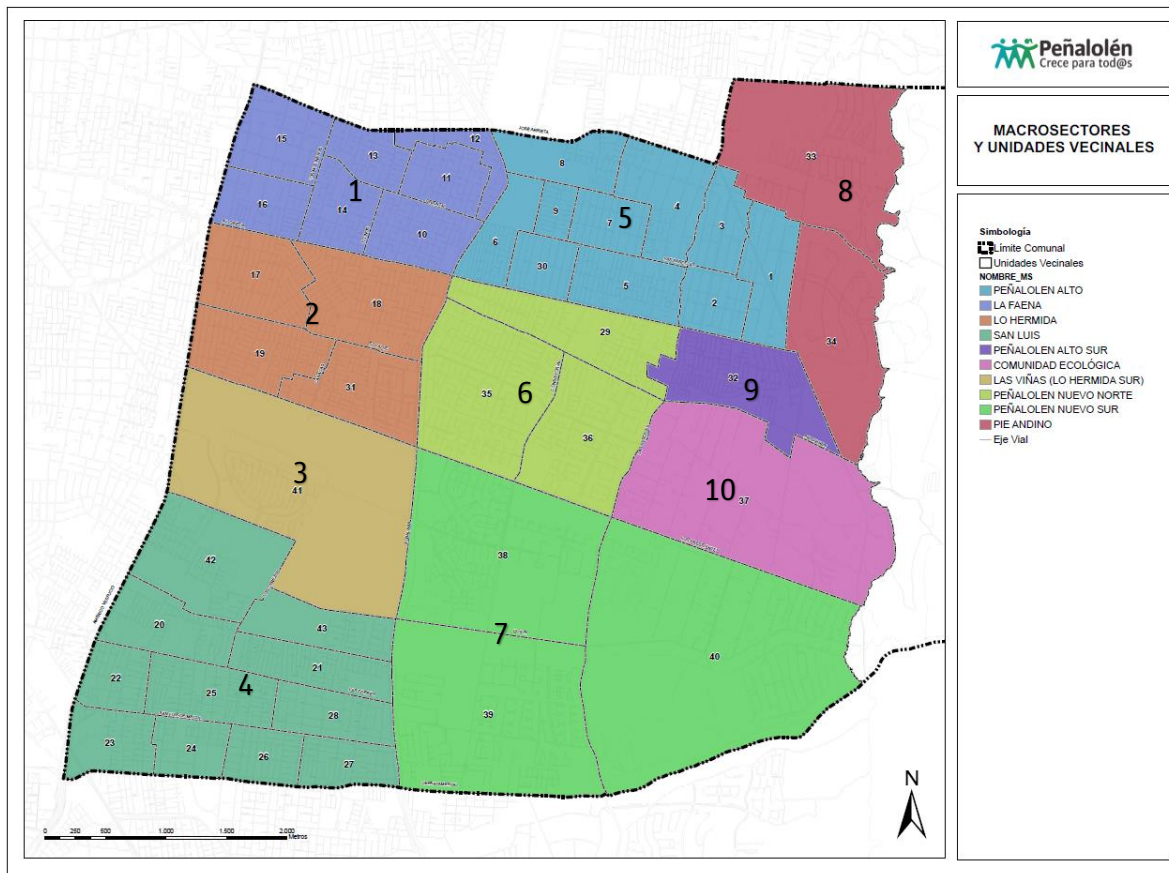 Peñalolén
Crece para tod@s
MACROSECTORES
Y UNIDADES VECINALES
Simbología
Límite Comunal
Unidades Vecinales
NOMBRE_MS
PEÑALOLEN ALTO
LA FAENA
LO HERMIDA
SAN LUIS
PEÑALOLEN ALTO SUR
COMUNIDAD ECOLÓGICA
LAS VIÑAS (LO HERMIDA SUR)
PEÑALOLEN NUEVO NORTE
PEÑALOLEN NUEVO SUR
PIE ANDINO
Eje Vial
JOSE ARRIETA
15
13
12
11
16
14
10
1
8
9
7
4
3
6
30
5
2
1
5
33
8
34
17
18
19
31
2
29
35
36
6
32
9
37
10
41
3
42
20
43
21
22
25
28
23
24
26
27
4
38
39
40
7
N
0 250 500 1.000 1.500 2.000
Metros